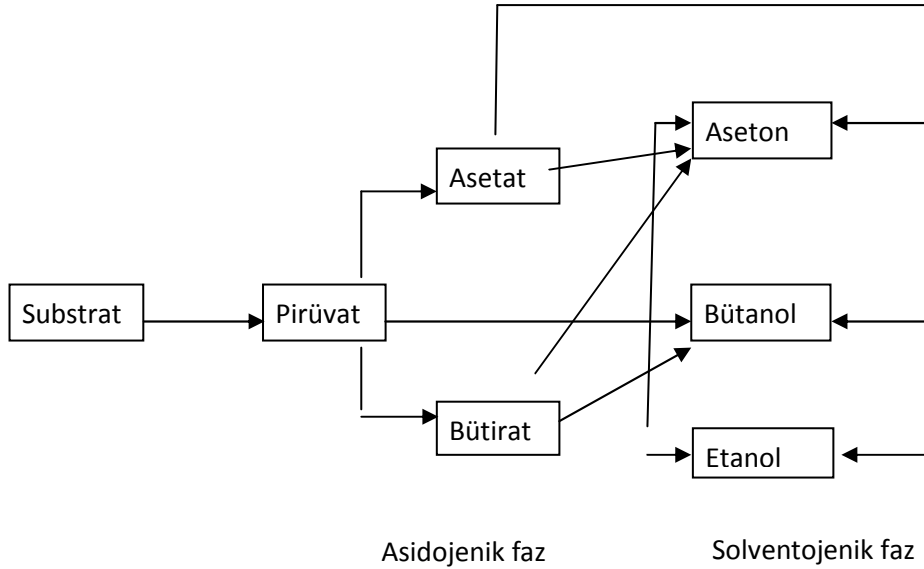 Aseton
Asetat
Substrat
Pirüvat
Bütanol
Bütirat
Etanol
Asidojenik faz
Solventojenik faz